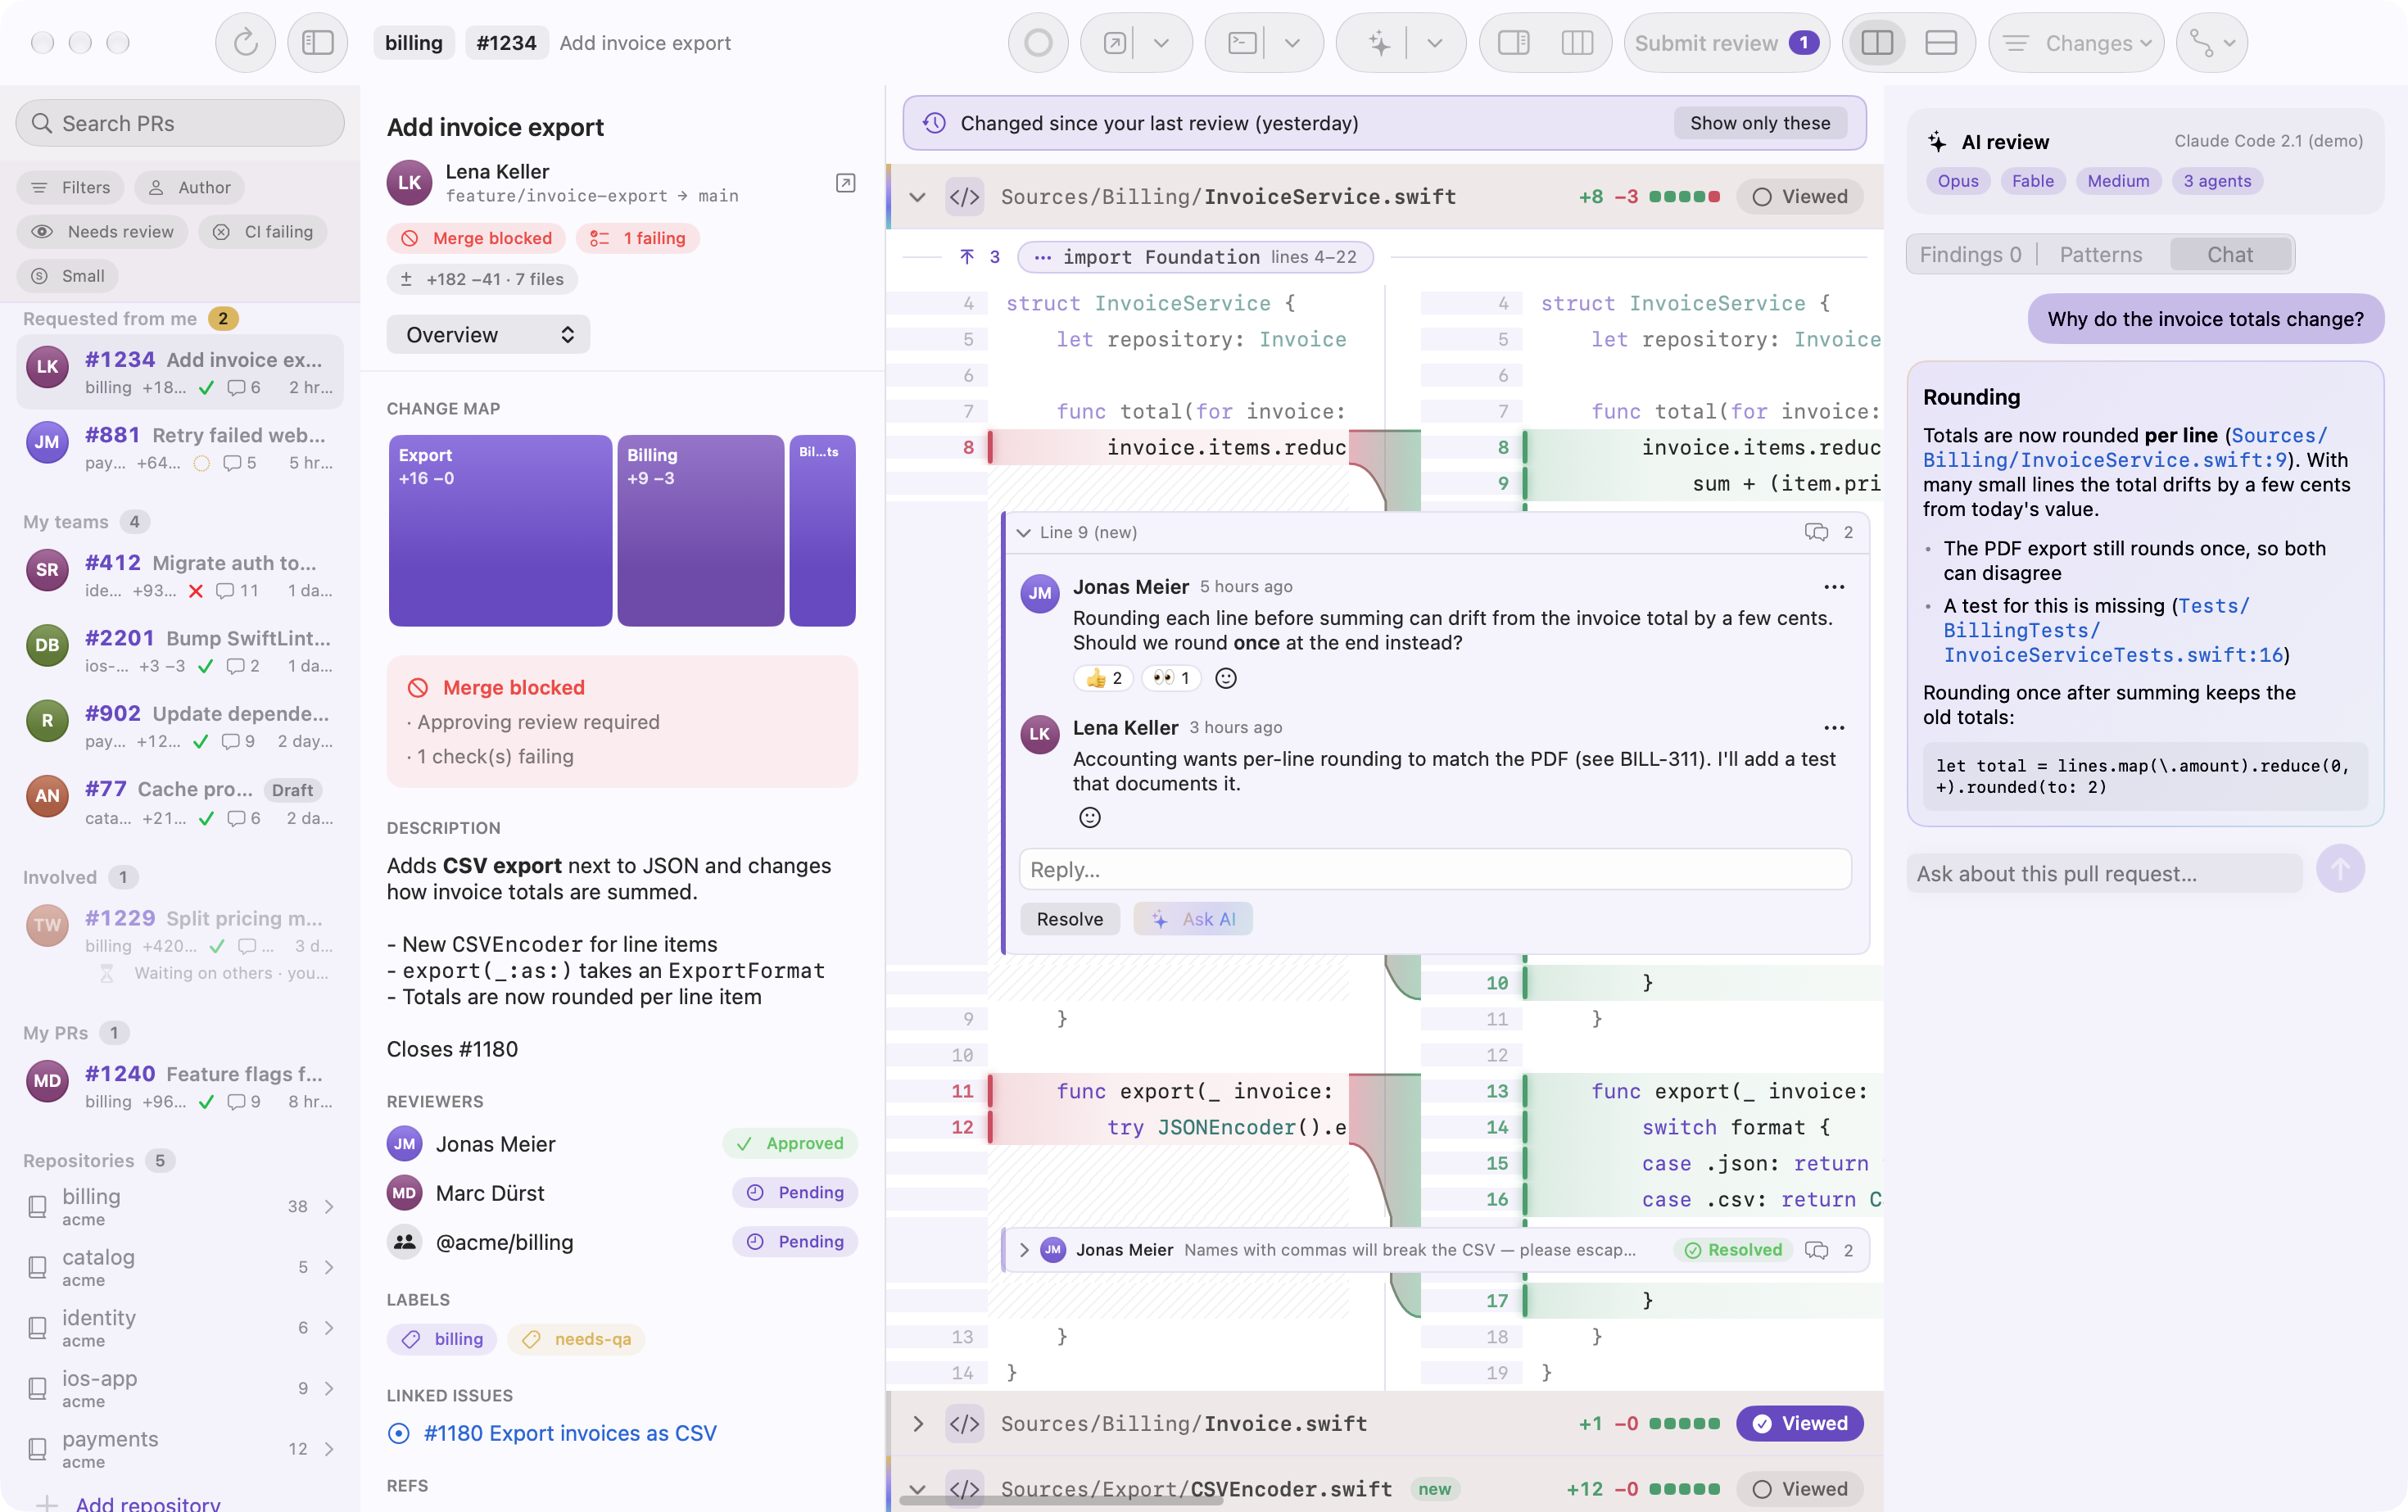 billing #1234 Add invoice export
Submit review 1
Changes
Search PRs
Filters
Author
Needs review
CI failing
Small
Requested from me 2
LK
#1234 Add invoice ex...
billing +18... 6 2 hr...
JM
#881 Retry failed web...
pay... +64... 5 5 hr...
My teams 4
SR
#412 Migrate auth to...
ide... +93... 11 1 da...
DB
#2201 Bump SwiftLint...
ios-... +3 −3 2 1 da...
R
#902 Update depende...
pay... +12... 9 2 day...
AN
#77 Cache pro... Draft
cata... +21... 6 2 da...
Involved 1
TW
#1229 Split pricing m...
billing +420... ... 3 d...
Waiting on others · you...
My PRs 1
MD
#1240 Feature flags f...
billing +96... 9 8 hr...
Repositories 5
billing
acme
38
catalog
acme
5
identity
acme
6
ios-app
acme
9
payments
acme
12
Add repository
Add invoice export
LK
Lena Keller
feature/invoice-export → main
Merge blocked
1 failing
+182 −41 · 7 files
Overview
CHANGE MAP
Export
+16 −0
Billing
+9 −3
Bil...ts
Merge blocked
· Approving review required
· 1 check(s) failing
DESCRIPTION
Adds CSV export next to JSON and changes
how invoice totals are summed.
- New CSVEncoder for line items
- export(_:as:) takes an ExportFormat
- Totals are now rounded per line item
Closes #1180
REVIEWERS
JM Jonas Meier Approved
MD Marc Dürst Pending
@acme/billing Pending
LABELS
billing
needs-qa
LINKED ISSUES
#1180 Export invoices as CSV
REFS
Changed since your last review (yesterday)
Show only these
</> Sources/Billing/InvoiceService.swift +8 −3 Viewed
3 ··· import Foundation lines 4–22
4 struct InvoiceService { 4 struct InvoiceService {
5 let repository: Invoice 5 let repository: Invoice
6 6
7 func total(for invoice: 7 func total(for invoice:
8 invoice.items.reduc 8 invoice.items.reduc
9 sum + (item.pri
Line 9 (new) 2
JM
Jonas Meier 5 hours ago
Rounding each line before summing can drift from the invoice total by a few cents.
Should we round once at the end instead?
👍 2 👀 1
LK
Lena Keller 3 hours ago
Accounting wants per-line rounding to match the PDF (see BILL-311). I'll add a test
that documents it.
Reply...
Resolve
Ask AI
10 }
9 } 11 }
10 12
11 func export(_ invoice: 13 func export(_ invoice:
12 try JSONEncoder().e 14 switch format {
15 case .json: return
16 case .csv: return C
JM Jonas Meier Names with commas will break the CSV — please escap... Resolved 2
17 }
13 } 18 }
14 } 19 }
</> Sources/Billing/Invoice.swift +1 −0 Viewed
</> Sources/Export/CSVEncoder.swift new +12 −0 Viewed
AI review
Claude Code 2.1 (demo)
Opus
Fable
Medium
3 agents
Findings 0
Patterns
Chat
Why do the invoice totals change?
Rounding
Totals are now rounded per line (Sources/
Billing/InvoiceService.swift:9). With
many small lines the total drifts by a few cents
from today's value.
• The PDF export still rounds once, so both
can disagree
• A test for this is missing (Tests/
BillingTests/
InvoiceServiceTests.swift:16)
Rounding once after summing keeps the
old totals:
let total = lines.map(\.amount).reduce(0,
+).rounded(to: 2)
Ask about this pull request...